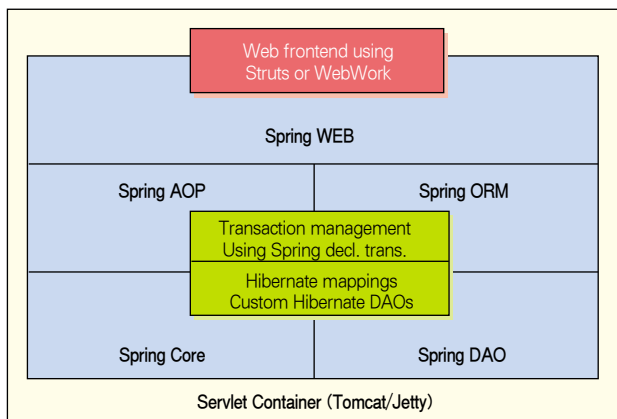 Web frontend using
Struts or WebWork
Spring WEB
Spring AOP
Spring ORM
Transaction management
Using Spring decl. trans.
Hibernate mappings
Custom Hibernate DAOs
Spring Core
Spring DAO
Servlet Container (Tomcat/Jetty)